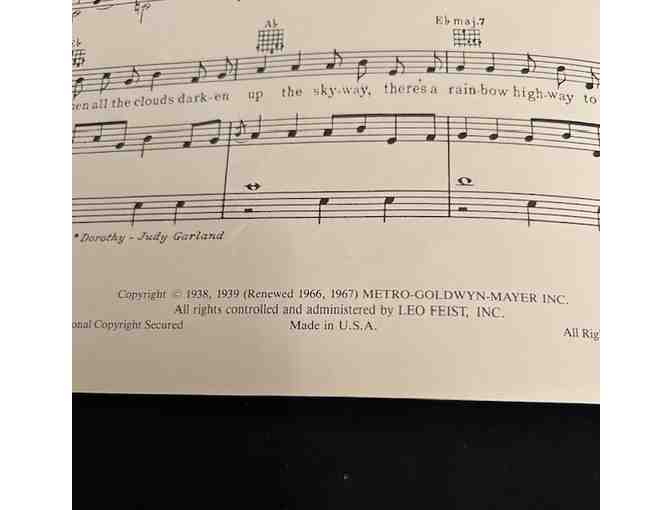 A♭ E♭maj.7
E♭
en all the clouds dark-en up the sky-way, there's a rain-bow high-way to
*Dorothy - Judy Garland
Copyright © 1938, 1939 (Renewed 1966, 1967) METRO-GOLDWYN-MAYER INC.
All rights controlled and administered by LEO FEIST, INC.
onal Copyright Secured Made in U.S.A. All Rig